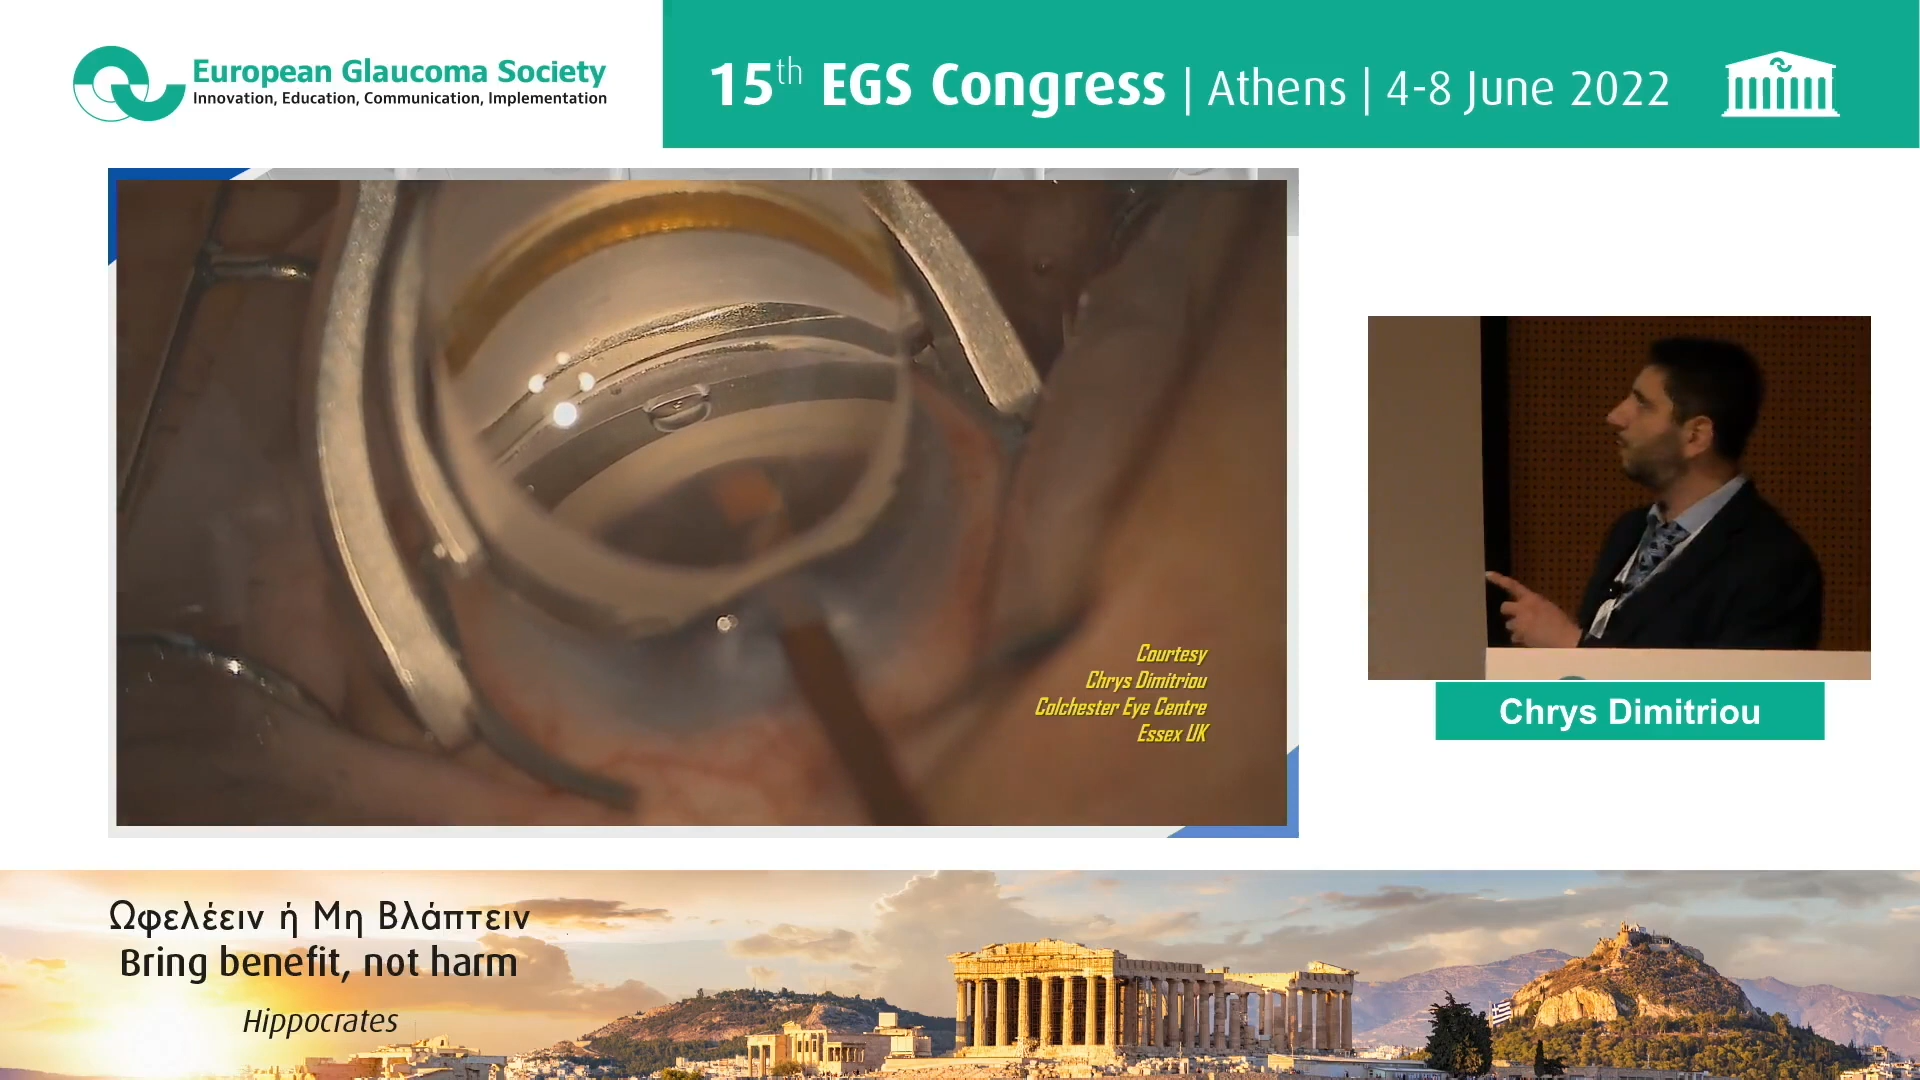 European Glaucoma Society
Innovation, Education, Communication, Implementation
15th EGS Congress | Athens | 4-8 June 2022
Courtesy
Chrys Dimitriou
Colchester Eye Centre
Essex UK
Chrys Dimitriou
Ωφελέειν ή Μη Βλάπτειν
Bring benefit, not harm
Hippocrates